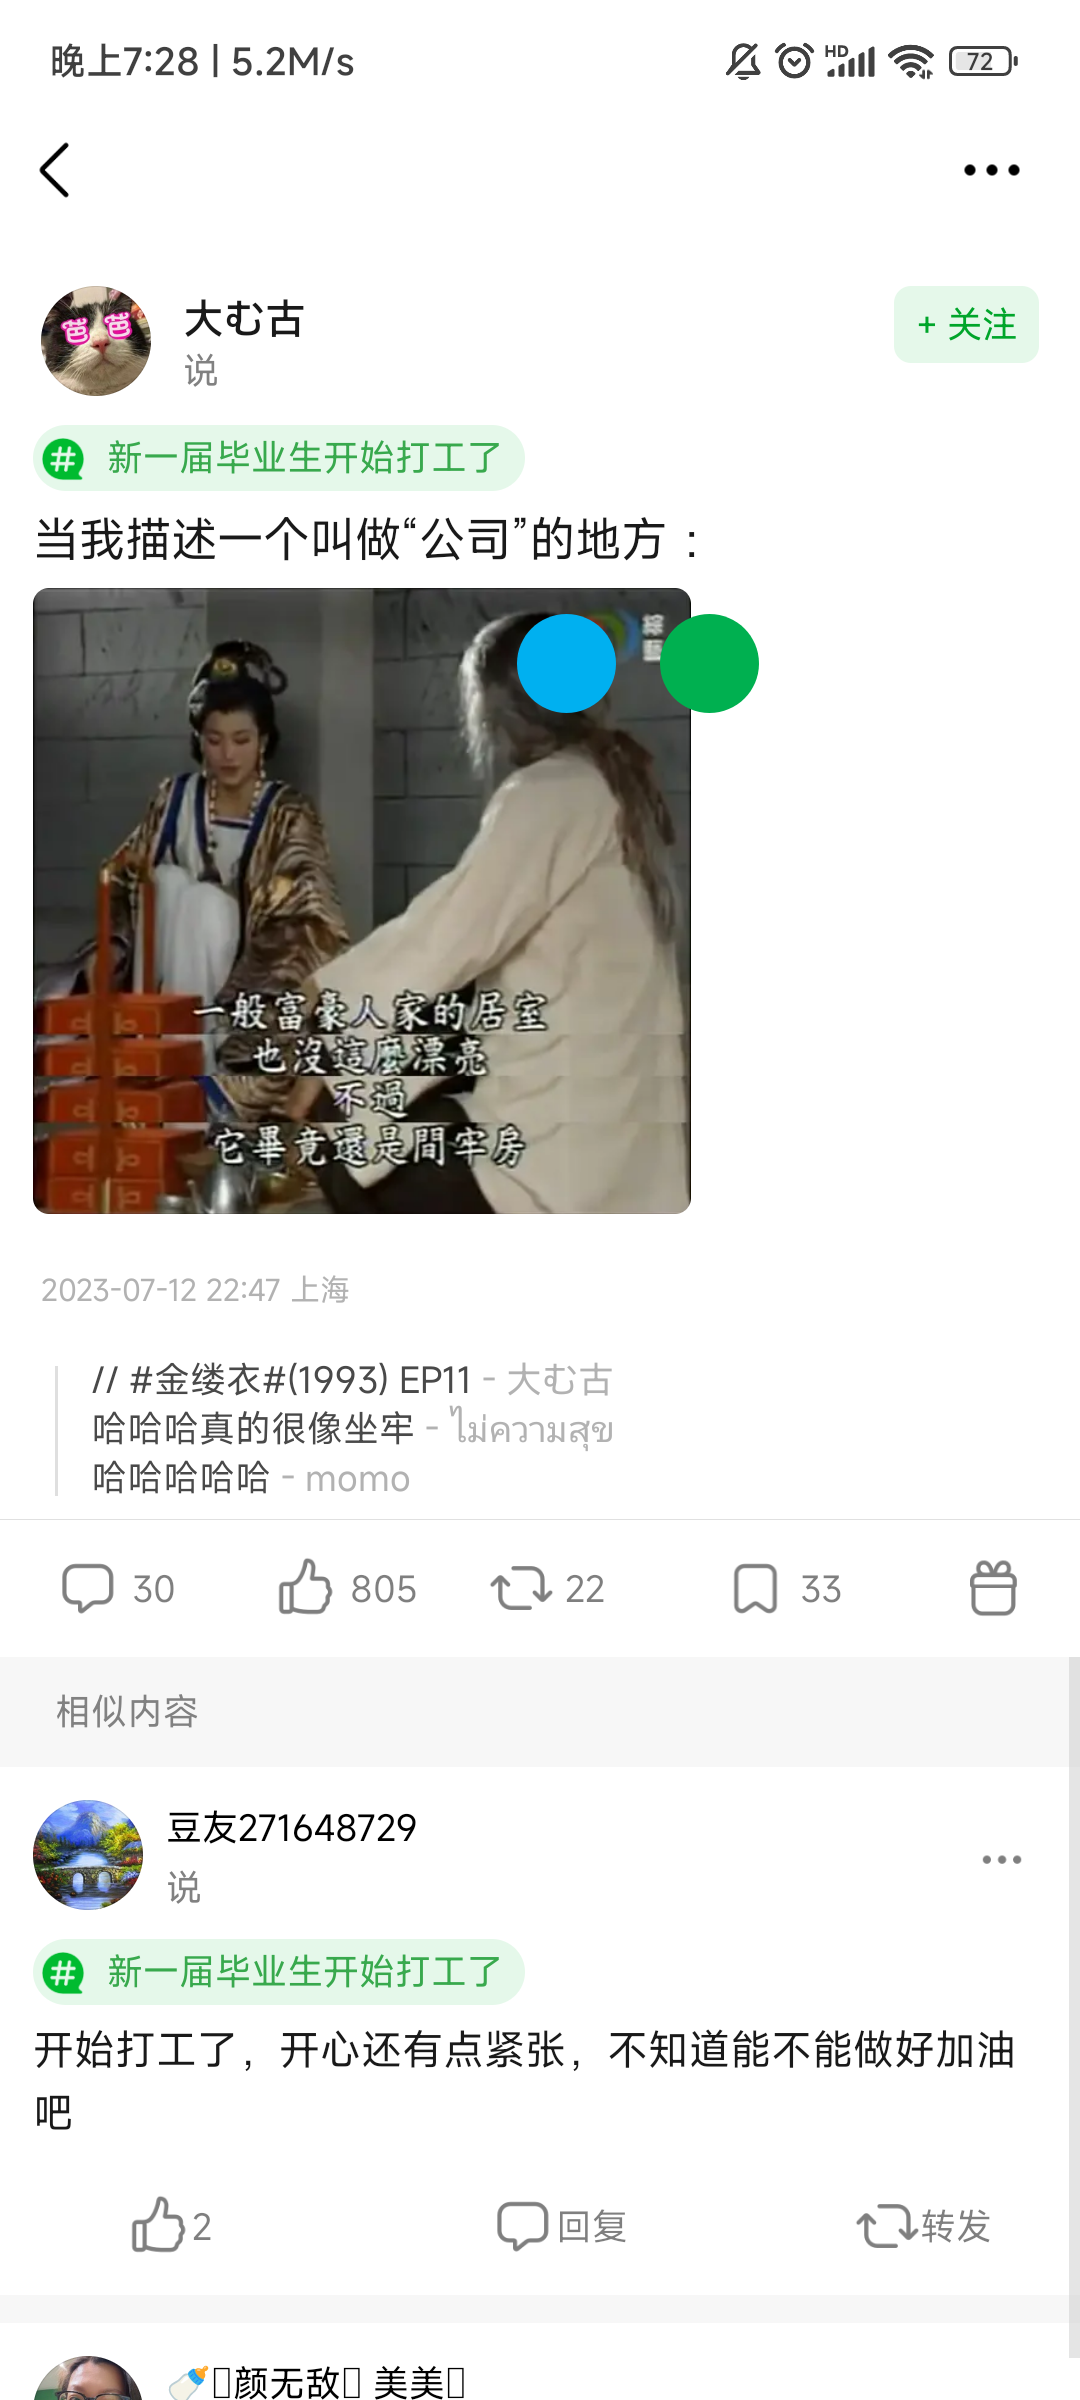 晚上7:28 | 5.2M/s
HD
72
大む古
说
+ 关注
# 新一届毕业生开始打工了
当我描述一个叫做“公司”的地方：
綜
一般富豪人家的居室
也沒這麼漂亮
不過
它畢竟還是間牢房
2023-07-12 22:47 上海
// #金缕衣#(1993) EP11 - 大む古
哈哈哈真的很像坐牢 - ไม่ความสุข
哈哈哈哈哈 - momo
30
805
22
33
相似内容
豆友271648729
说
# 新一届毕业生开始打工了
开始打工了，开心还有点紧张，不知道能不能做好加油
吧
2
回复
转发
颜无敌 美美